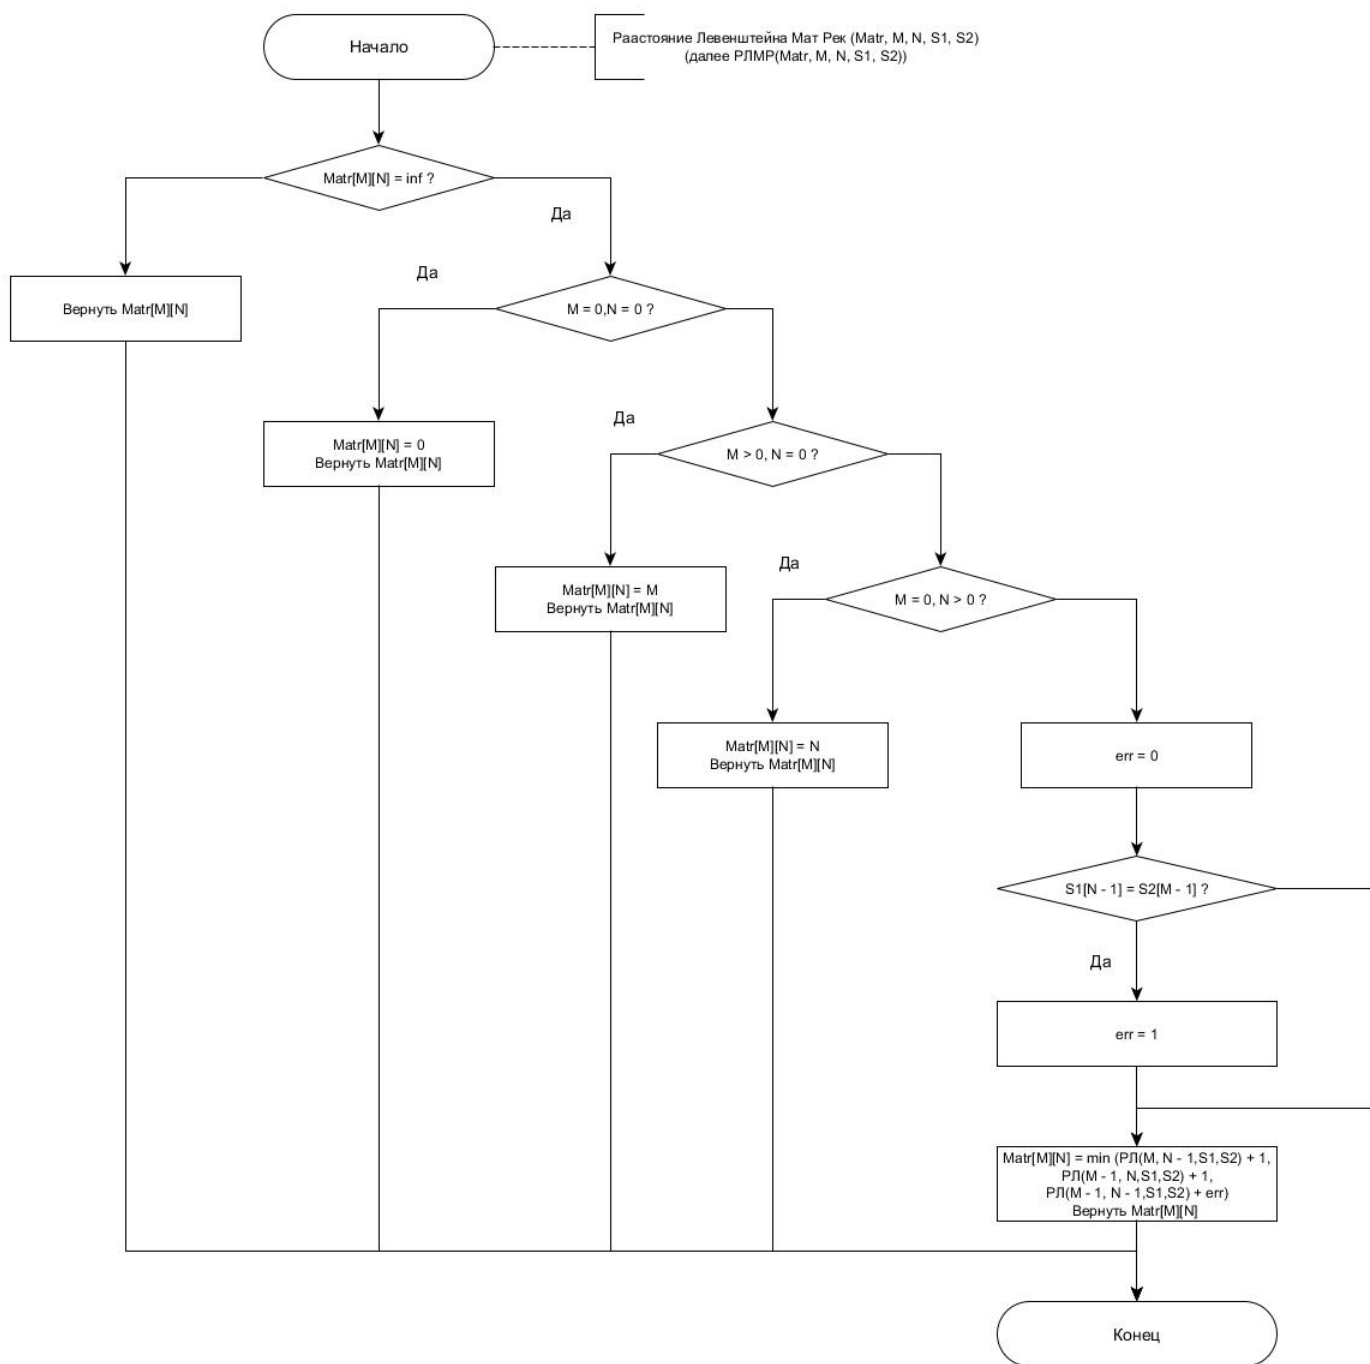 Начало
Раастояние Левенштейна Мат Рек (Matr, M, N, S1, S2)
(далее РЛМР(Matr, M, N, S1, S2))
Matr[M][N] = inf ?
Да
Вернуть Matr[M][N]
Да
M = 0,N = 0 ?
Matr[M][N] = 0
Вернуть Matr[M][N]
Да
M > 0, N = 0 ?
Matr[M][N] = M
Вернуть Matr[M][N]
Да
M = 0, N > 0 ?
Matr[M][N] = N
Вернуть Matr[M][N]
err = 0
S1[N - 1] = S2[M - 1] ?
Да
err = 1
Matr[M][N] = min (РЛ(M, N - 1,S1,S2) + 1,
РЛ(M - 1, N,S1,S2) + 1,
РЛ(M - 1, N - 1,S1,S2) + err)
Вернуть Matr[M][N]
Конец